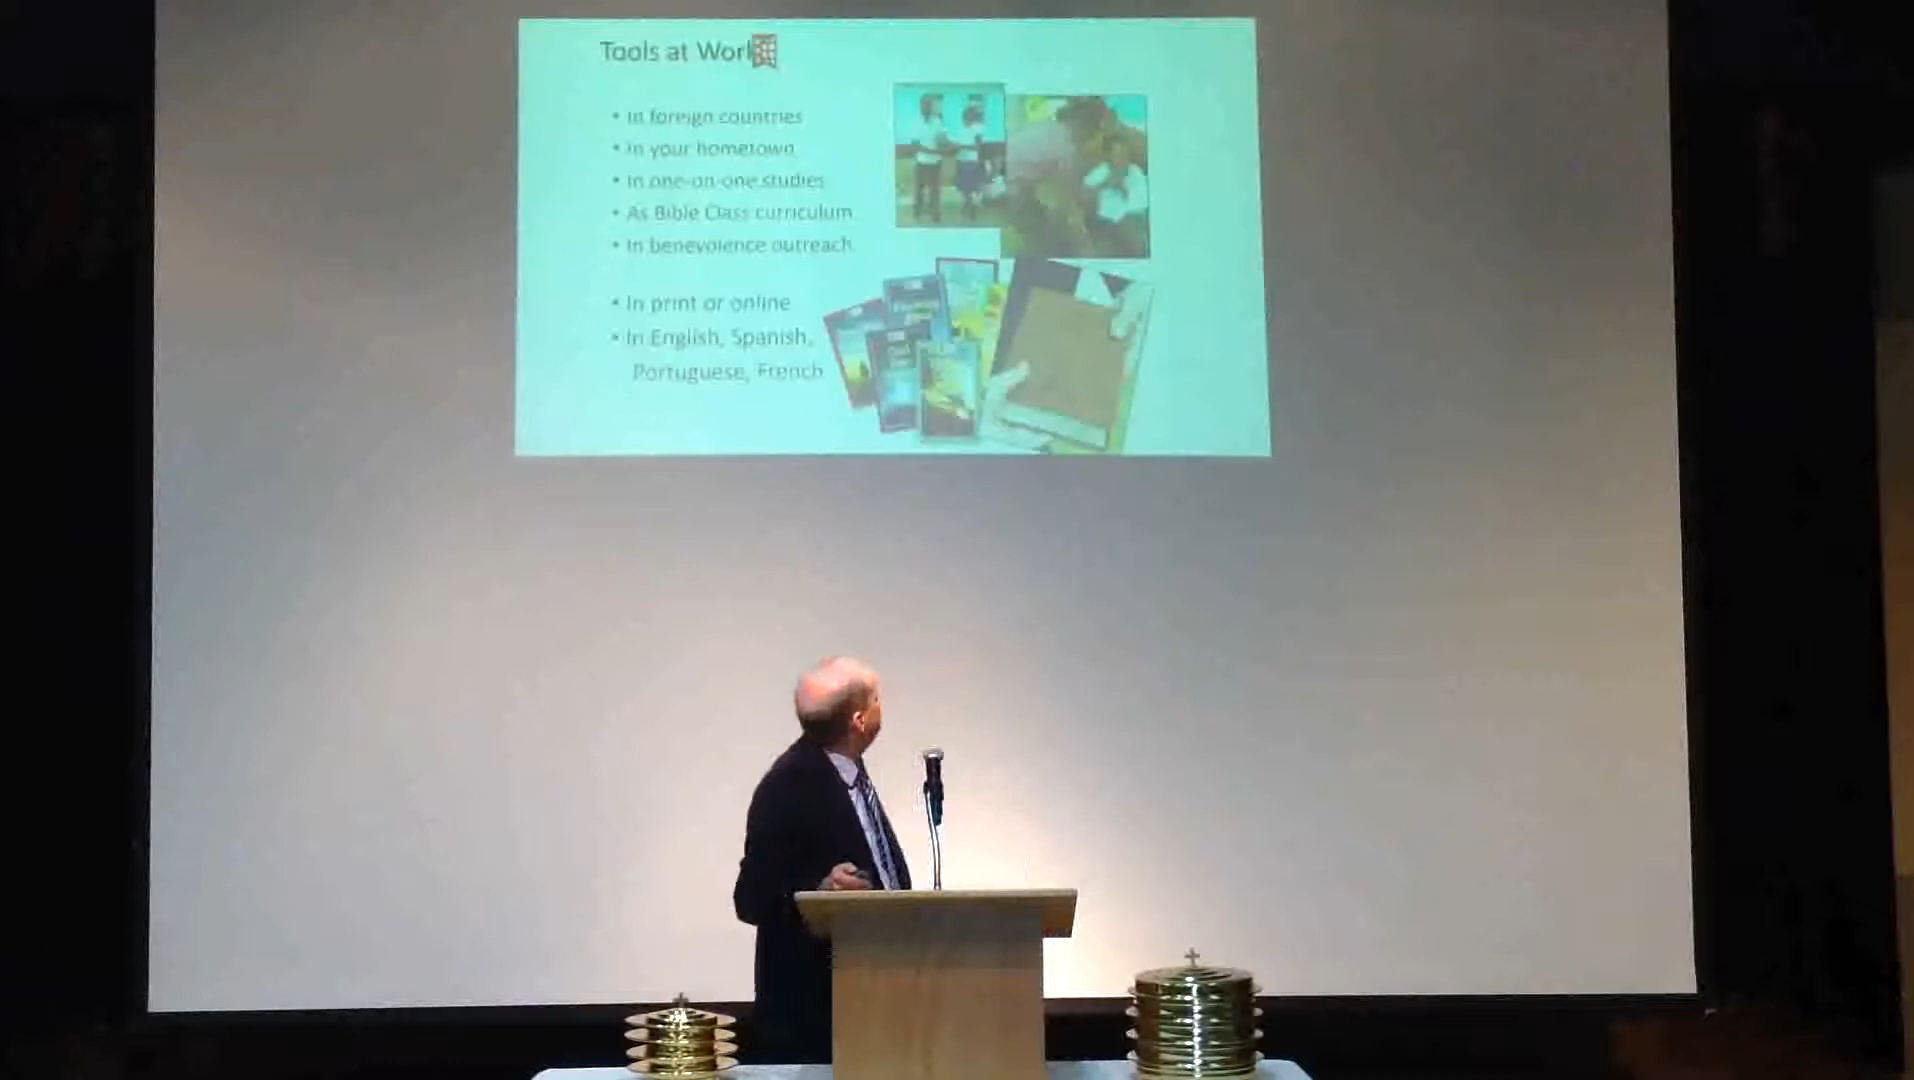 Tools at Work
• In foreign countries
• In your hometown
• In one-on-one studies
• As Bible Class curriculum
• In benevolence outreach
• In print or online
• In English, Spanish,
Portuguese, French